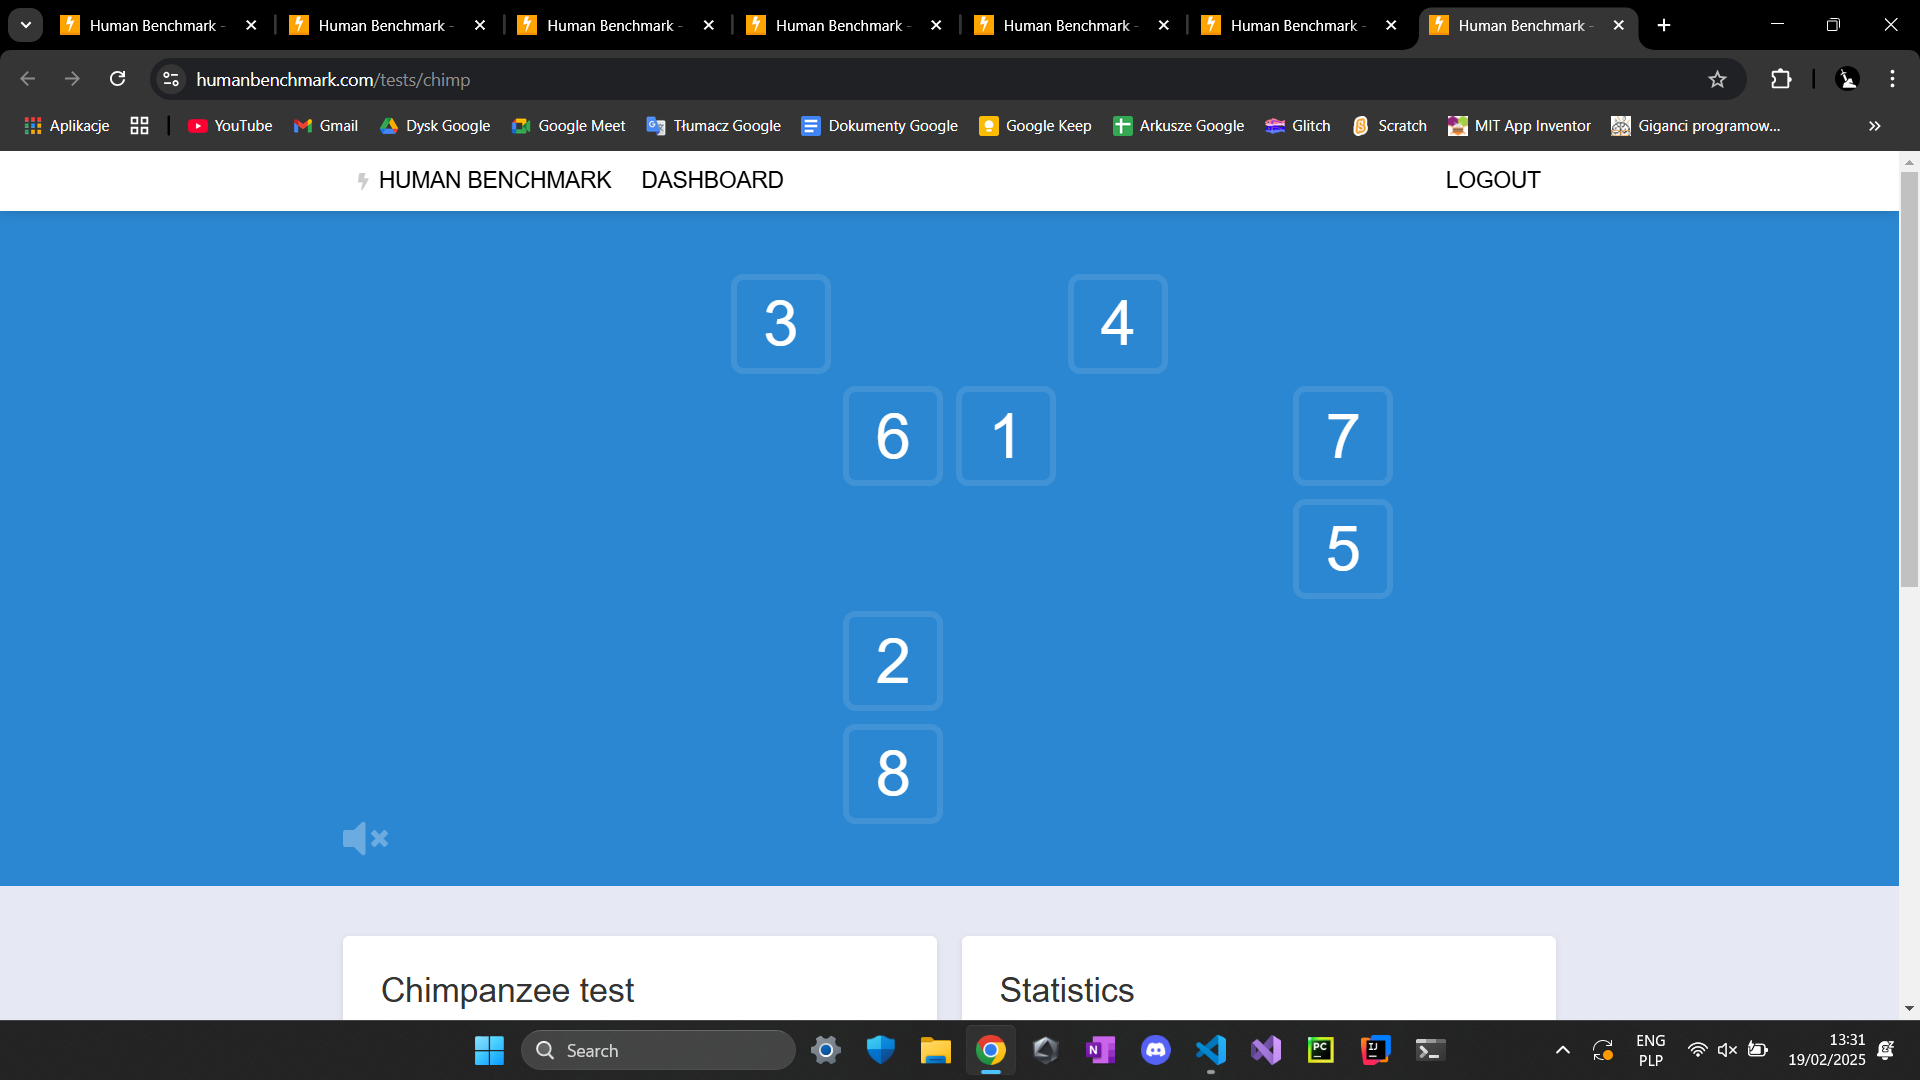 Human Benchmark - Human Benchmark - Human Benchmark - Human Benchmark - Human Benchmark - Human Benchmark - Human Benchmark -
humanbenchmark.com/tests/chimp
Aplikacje YouTube Gmail Dysk Google Google Meet Tłumacz Google Dokumenty Google Google Keep Arkusze Google Glitch Scratch MIT App Inventor Giganci programow...
HUMAN BENCHMARK DASHBOARD LOGOUT
3 4
6 1 7
5
2
8
Chimpanzee test Statistics
Search ENG 13:31
PLP 19/02/2025